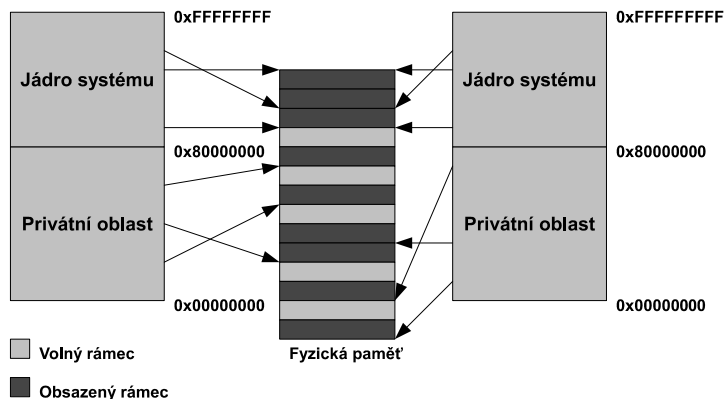 0xFFFFFFFF
0xFFFFFFFFF
Jádro systému
Jádro systému
0x80000000
0x80000000
Privátní oblast
Privátní oblast
0x00000000
0x00000000
Volný rámec
Fyzická paměť
Obsazený rámec